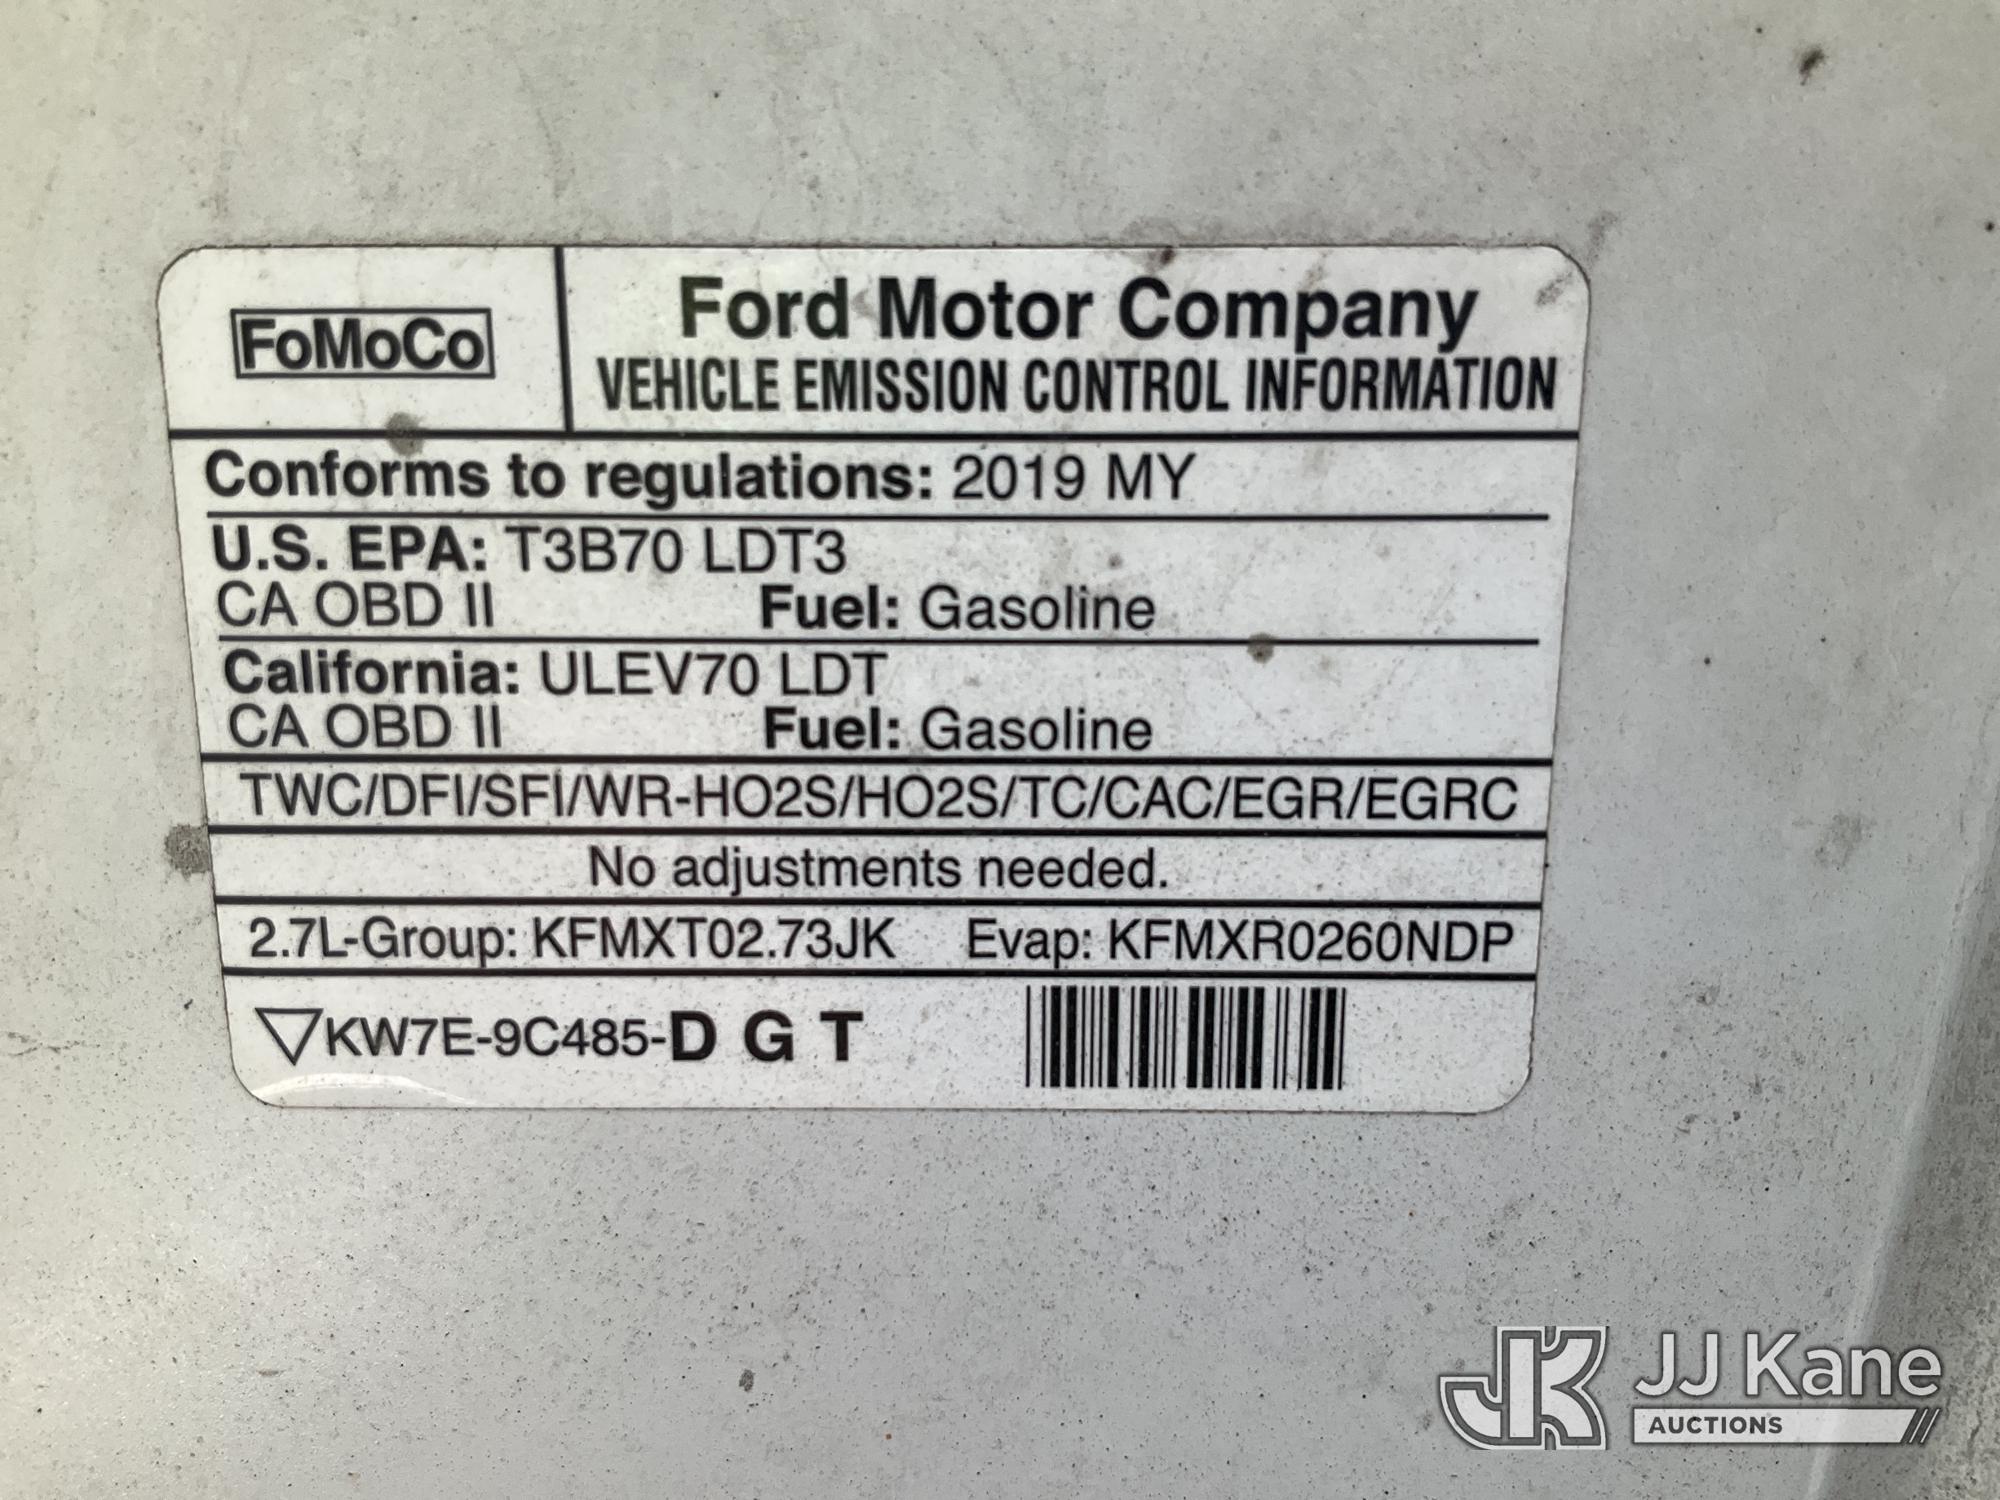 FoMoCo
Ford Motor Company
VEHICLE EMISSION CONTROL INFORMATION
Conforms to regulations: 2019 MY
U.S. EPA: T3B70 LDT3
CA OBD II Fuel: Gasoline
California: ULEV70 LDT
CA OBD II Fuel: Gasoline
TWC/DFI/SFI/WR-HO2S/HO2S/TC/CAC/EGR/EGRC
No adjustments needed.
2.7L-Group: KFMXT02.73JK Evap: KFMXR0260NDP
▽KW7E-9C485-D G T
JK JJ Kane
AUCTIONS